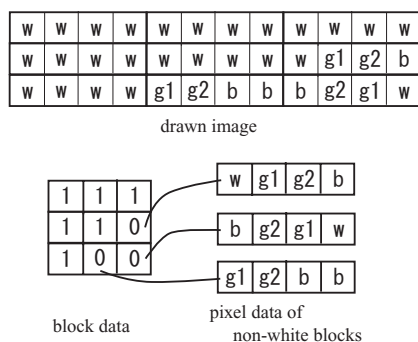 w w w w w w w w w w w w
w w w w w w w w w g1 g2 b
w w w w g1 g2 b b b g2 g1 w
drawn image
1 1 1
1 1 0
1 0 0
w g1 g2 b
b g2 g1 w
g1 g2 b b
block data
pixel data of
non-white blocks